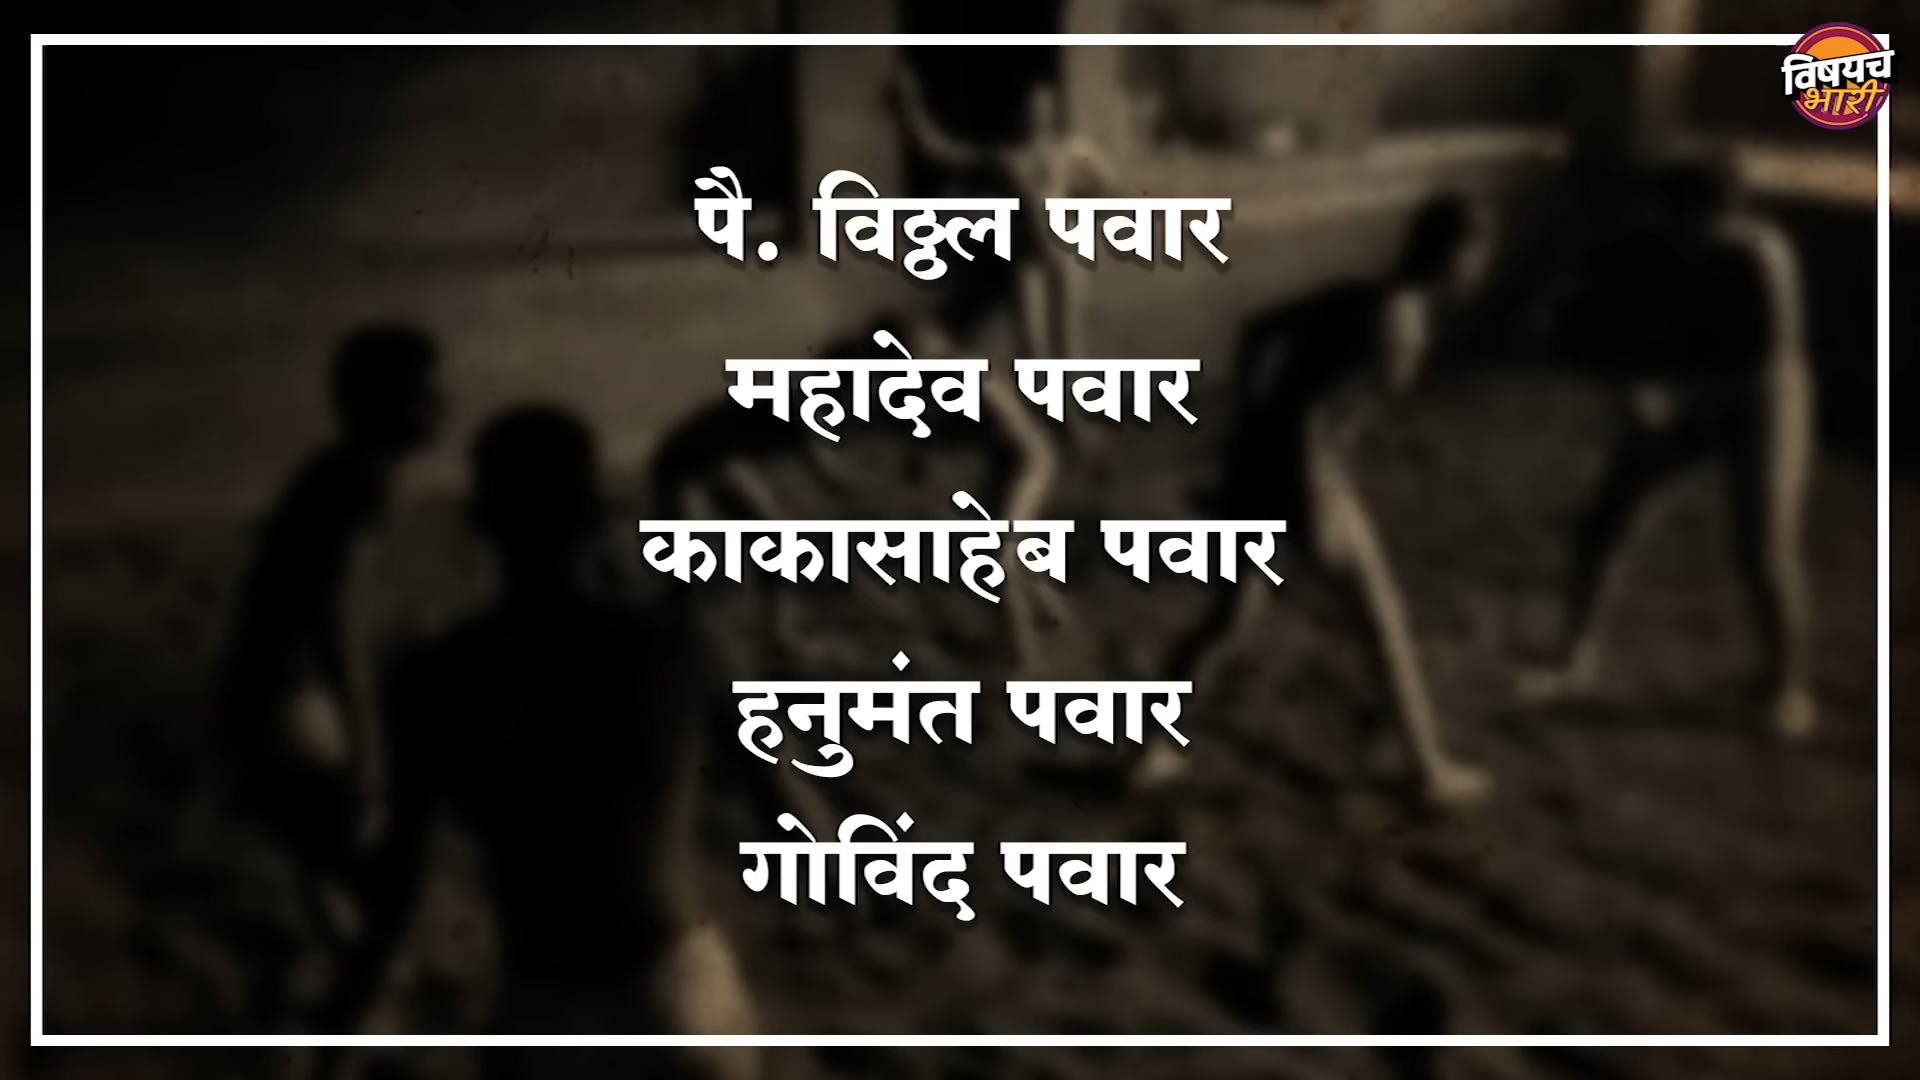 विषयच
भारी
पै. विठ्ठल पवार
महादेव पवार
काकासाहेब पवार
हनुमंत पवार
गोविंद पवार